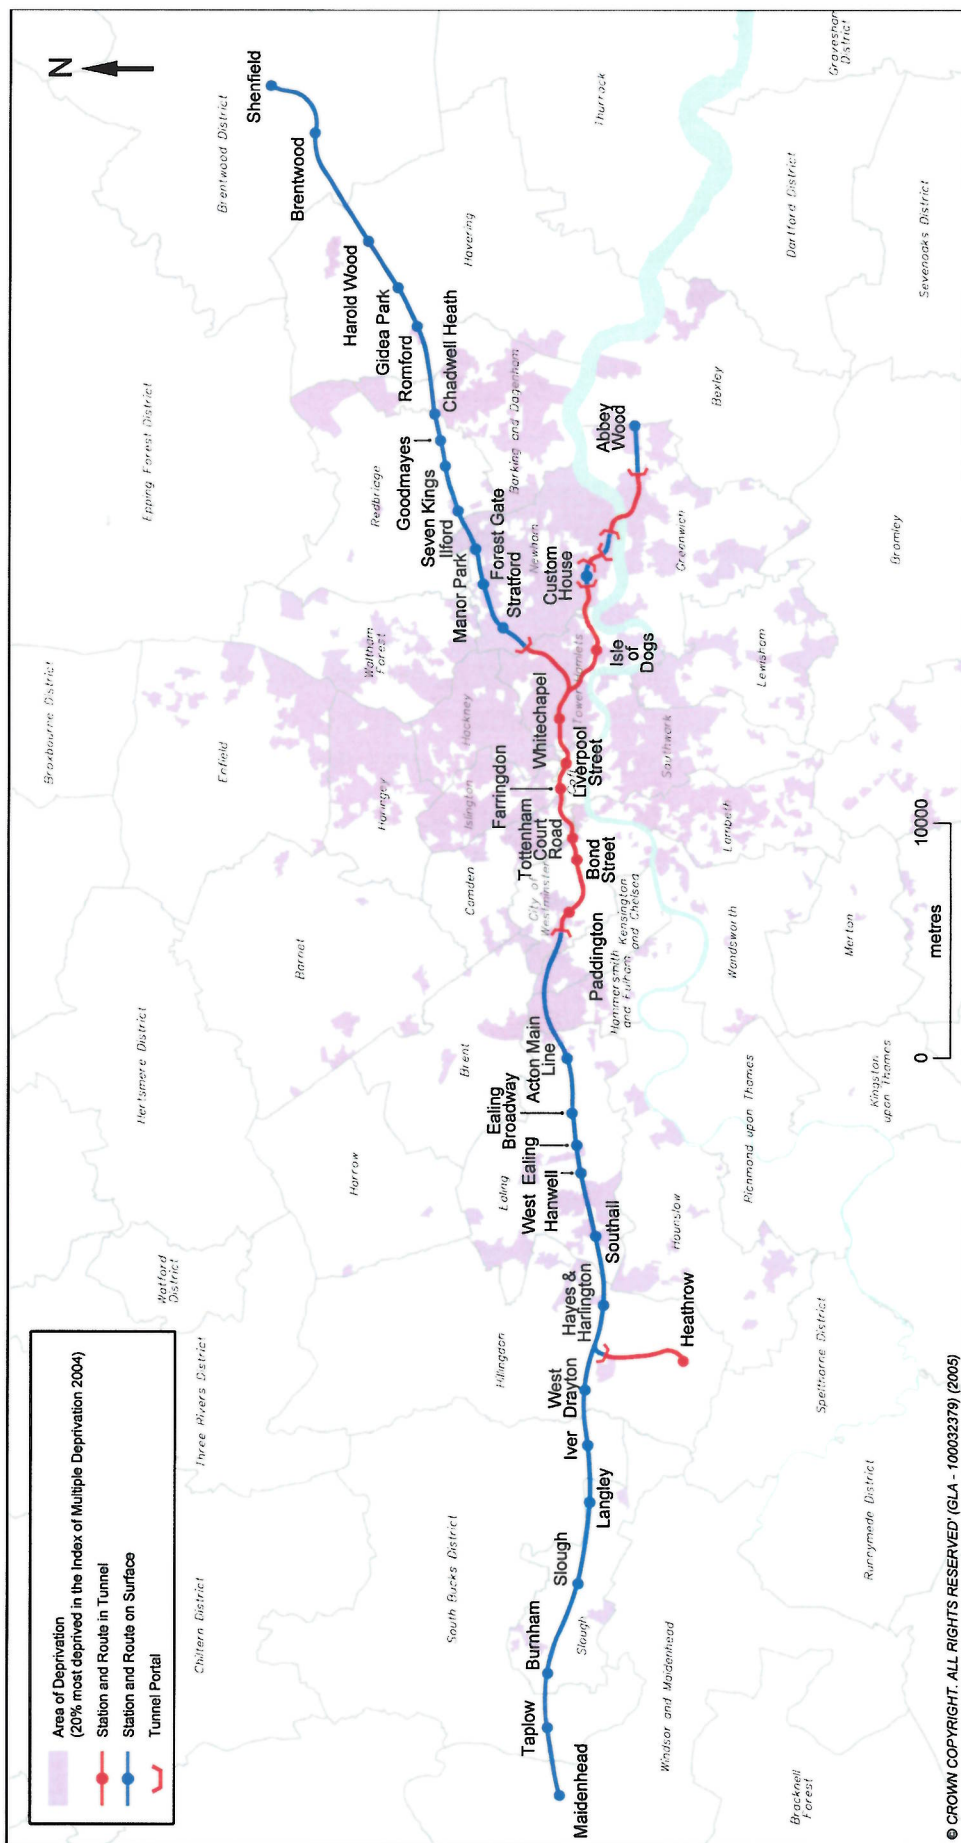 N
Area of Deprivation
(20% most deprived in the Index of Multiple Deprivation 2004)
Station and Route in Tunnel
Station and Route on Surface
Tunnel Portal
Maidenhead
Taplow
Burnham
Slough
Langley
Iver
West
Drayton
Heathrow
Hayes &
Harlington
Southall
Hanwell
West Ealing
Ealing
Broadway
Acton Main
Line
Paddington
Bond
Street
Tottenham
Court
Road
Farringdon
Liverpool
Street
Whitechapel
Isle
of
Dogs
Custom
House
Abbey
Wood
Stratford
Forest Gate
Manor Park
Ilford
Seven Kings
Goodmayes
Chadwell Heath
Romford
Gidea Park
Harold Wood
Brentwood
Shenfield
Chiltern District
Three Rivers District
Watford
District
Hertsmere District
Broxbourne District
Epping Forest District
Brentwood District
South Bucks District
Hillingdon
Harrow
Barnet
Enfield
Haringey
Waltham
Forest
Redbridge
Havering
Thurrock
Ealing
Brent
Camden
Islington
Hackney
Newham
Barking and Dagenham
City of
Westminster
Tower Hamlets
Slough
Windsor and Maidenhead
Bracknell
Forest
Runnymede District
Spelthorne District
Hounslow
Richmond upon Thames
Kingston
upon Thames
Hammersmith
and Fulham
Kensington
and Chelsea
Wandsworth
Merton
Lambeth
Southwark
Lewisham
Greenwich
Bromley
Bexley
Dartford District
Sevenoaks District
Gravesham
District
0
10000
metres
© CROWN COPYRIGHT. ALL RIGHTS RESERVED' (GLA - 100032379) (2005)